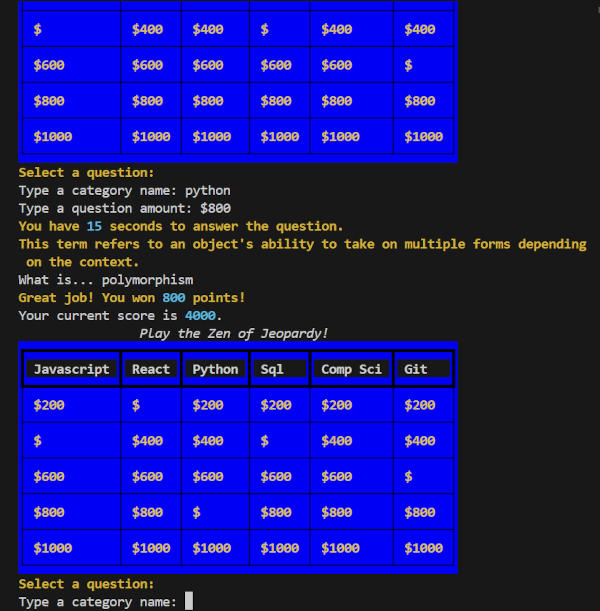 $ $400 $400 $ $400 $400
$600 $600 $600 $600 $600 $
$800 $800 $800 $800 $800 $800
$1000 $1000 $1000 $1000 $1000 $1000
Select a question:
Type a category name: python
Type a question amount: $800
You have 15 seconds to answer the question.
This term refers to an object's ability to take on multiple forms depending
on the context.
What is... polymorphism
Great job! You won 800 points!
Your current score is 4000.
Play the Zen of Jeopardy!
Javascript React Python Sql Comp Sci Git
$200 $ $200 $200 $200 $200
$ $400 $400 $ $400 $400
$600 $600 $600 $600 $600 $
$800 $800 $ $800 $800 $800
$1000 $1000 $1000 $1000 $1000 $1000
Select a question:
Type a category name: